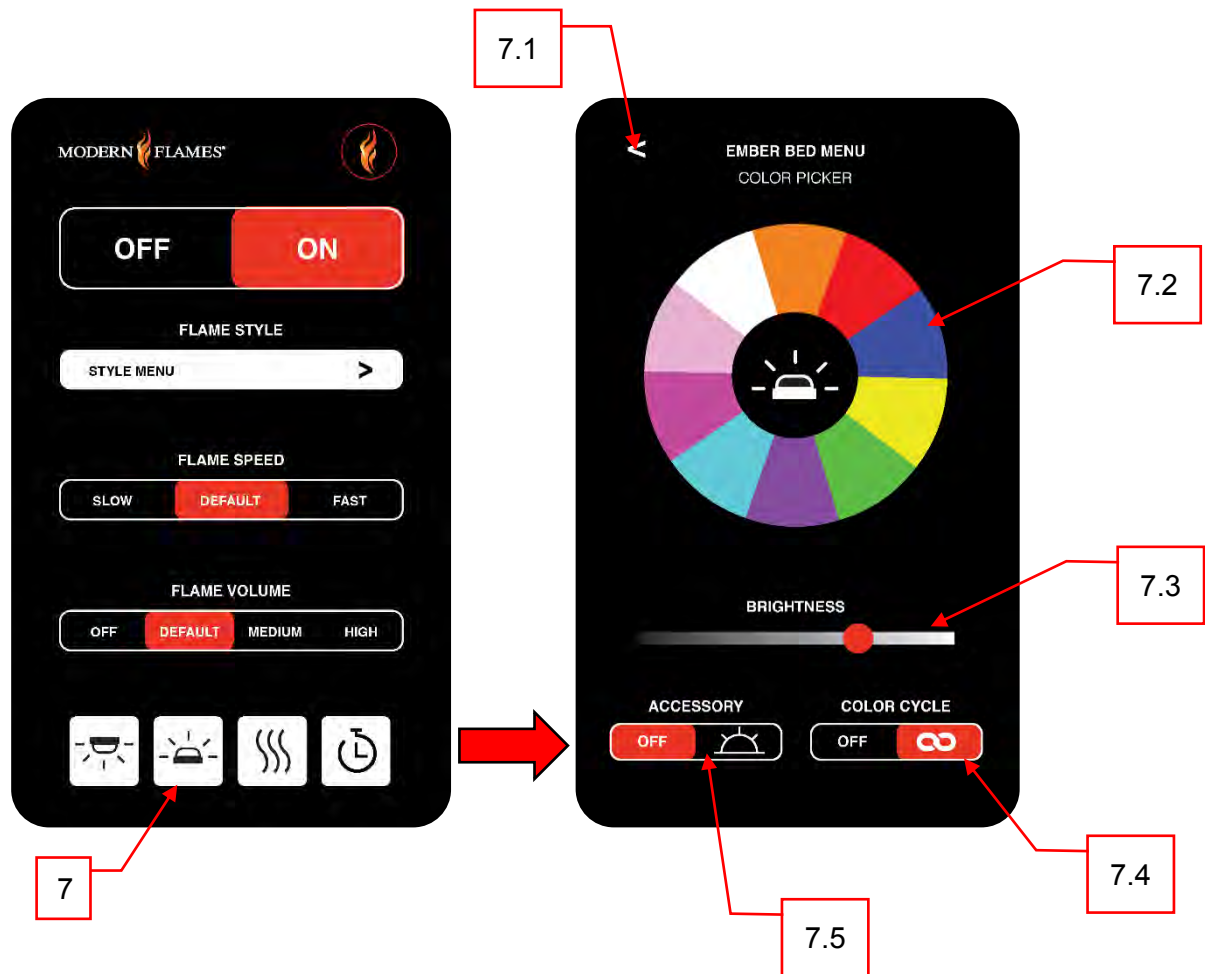 7.1
MODERN FLAMES®
OFF ON
FLAME STYLE
STYLE MENU >
FLAME SPEED
SLOW DEFAULT FAST
FLAME VOLUME
OFF DEFAULT MEDIUM HIGH
7
<
EMBER BED MENU
COLOR PICKER
7.2
BRIGHTNESS
7.3
ACCESSORY COLOR CYCLE
OFF OFF
7.4
7.5